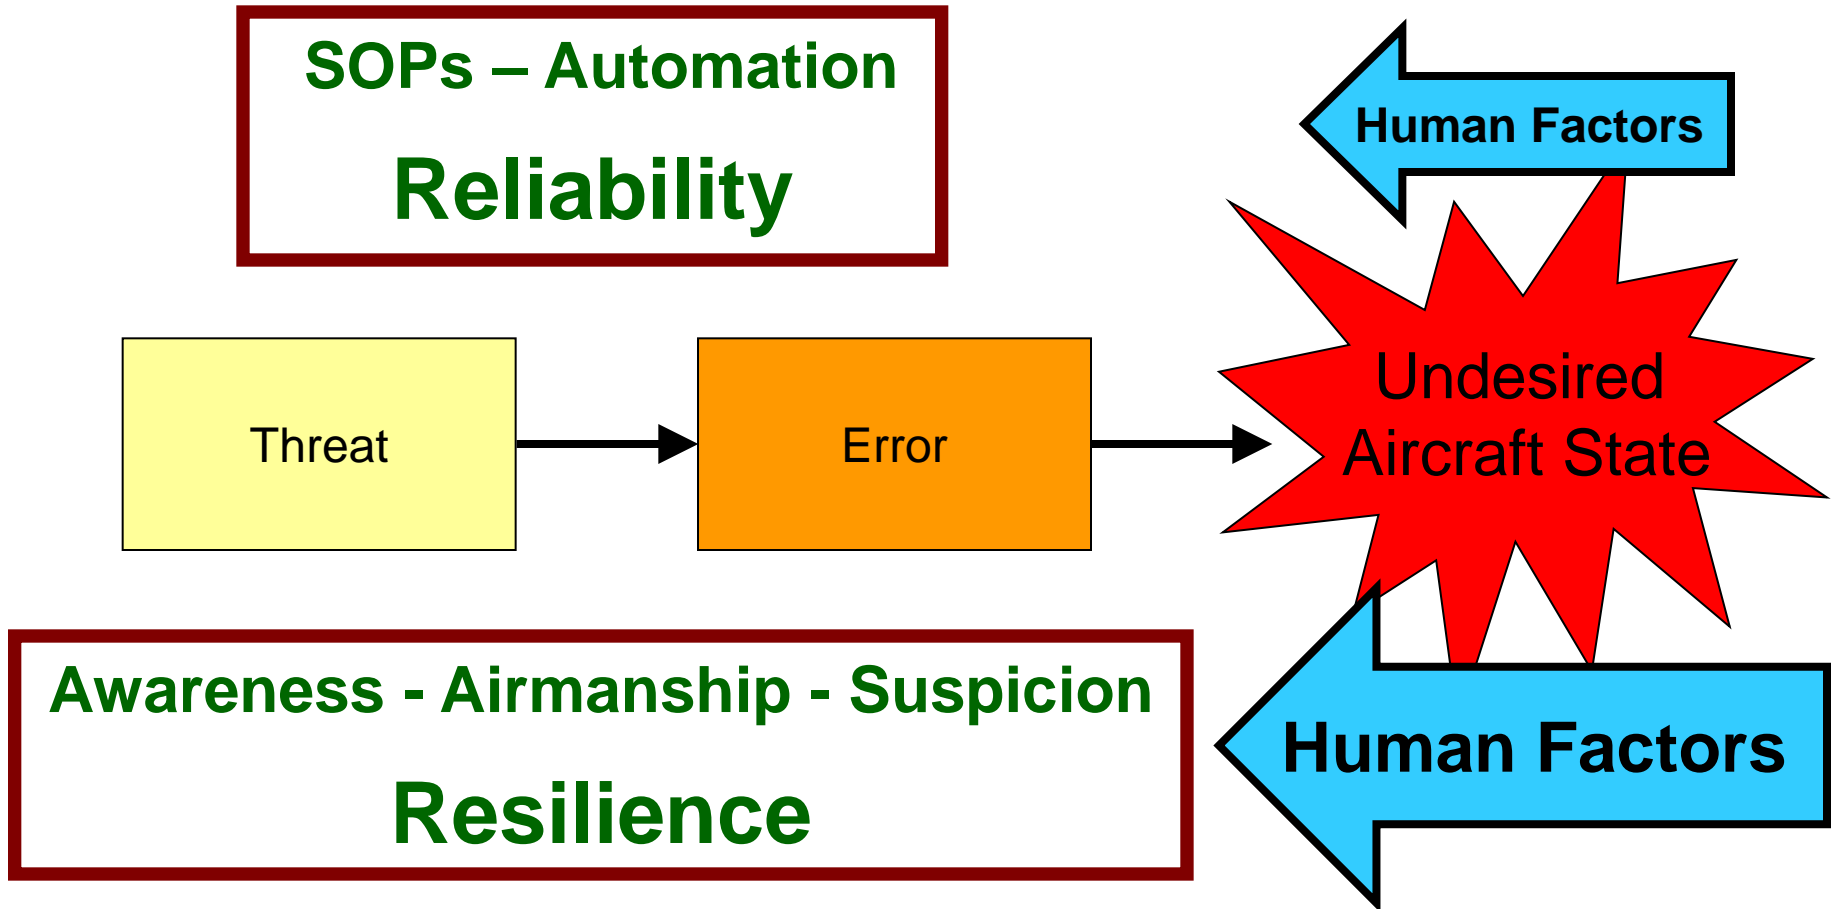 SOPs – Automation
Reliability
Human Factors
Threat
Error
Undesired
Aircraft State
Awareness - Airmanship - Suspicion
Resilience
Human Factors